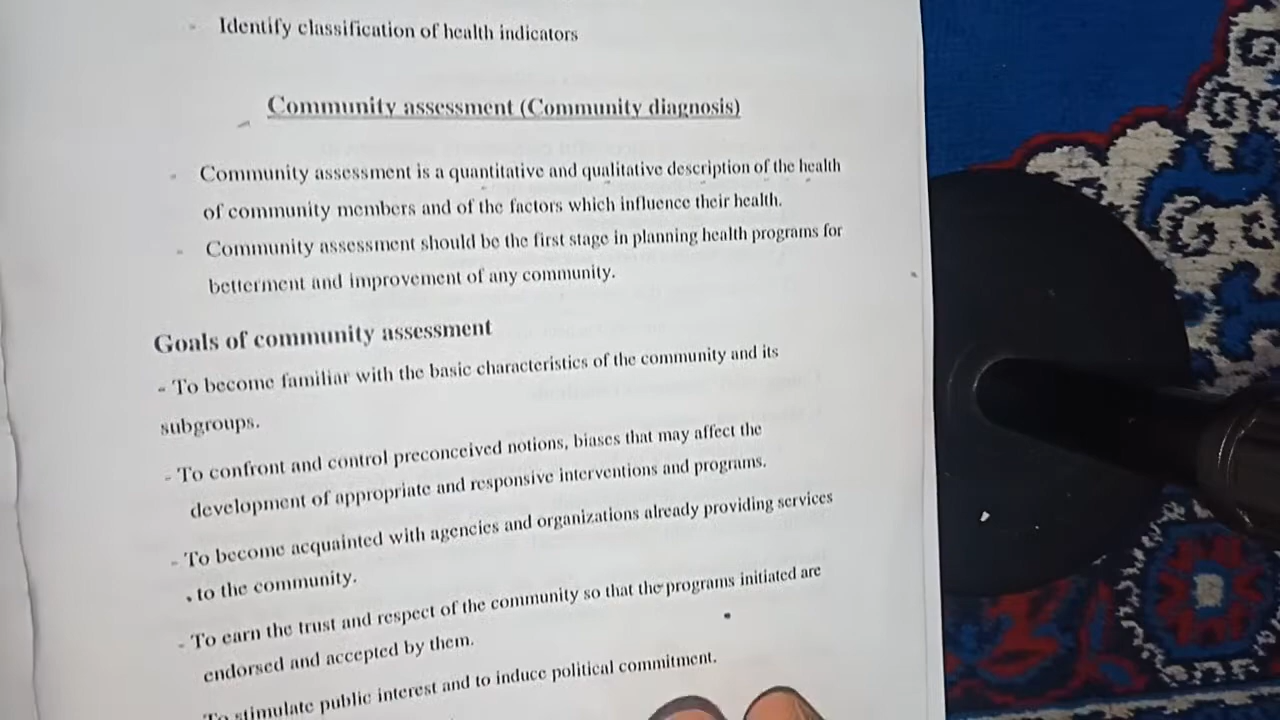 - Identify classification of health indicators
Community assessment (Community diagnosis)
- Community assessment is a quantitative and qualitative description of the health
of community members and of the factors which influence their health.
- Community assessment should be the first stage in planning health programs for
betterment and improvement of any community.
Goals of community assessment
- To become familiar with the basic characteristics of the community and its
subgroups.
- To confront and control preconceived notions, biases that may affect the
development of appropriate and responsive interventions and programs.
- To become acquainted with agencies and organizations already providing services
to the community.
- To earn the trust and respect of the community so that the programs initiated are
endorsed and accepted by them.
To stimulate public interest and to induce political commitment.